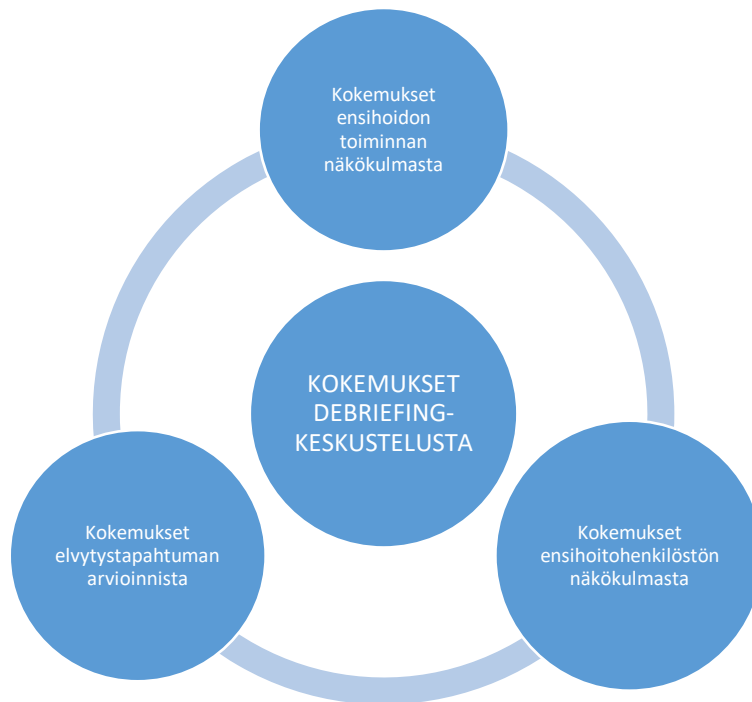 Kokemukset
ensihoidon
toiminnan
näkökulmasta
KOKEMUKSET
DEBRIEFING-
KESKUSTELUSTA
Kokemukset
elvytystapahtuman
arvioinnista
Kokemukset
ensihoitohenkilöstön
näkökulmasta